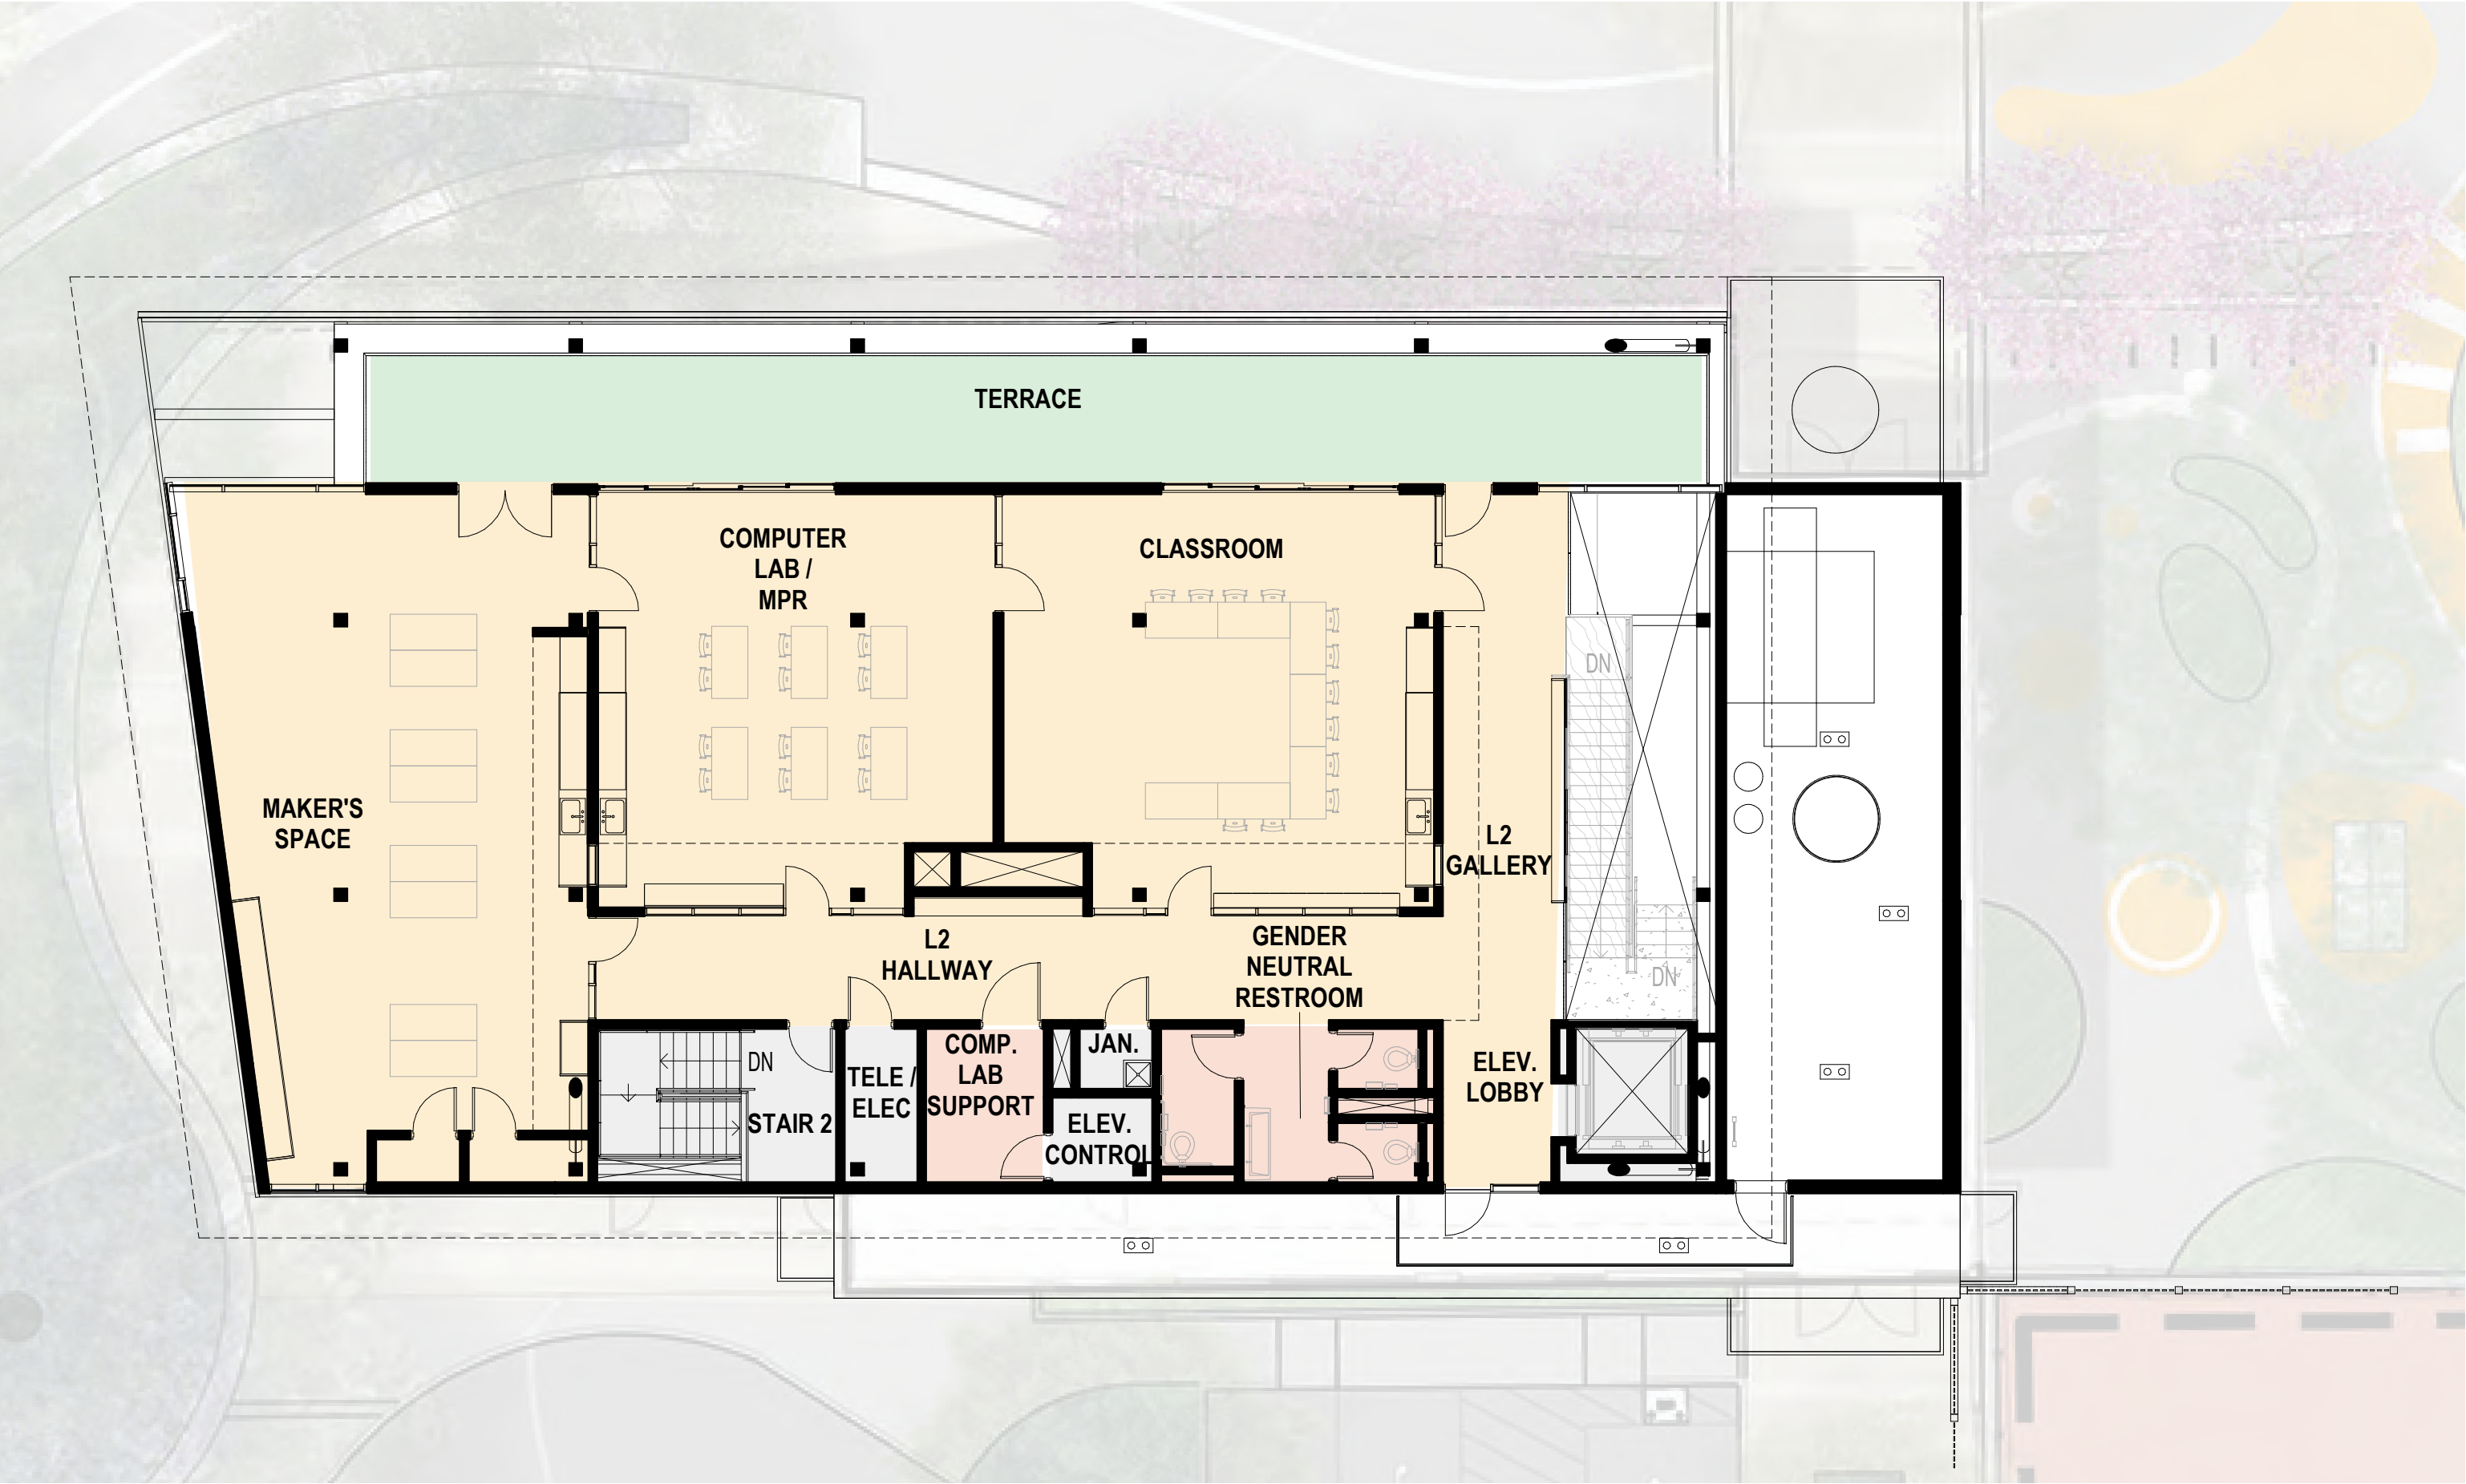 TERRACE
COMPUTER
LAB /
MPR
CLASSROOM
DN
MAKER'S
SPACE
L2
GALLERY
L2
HALLWAY
GENDER
NEUTRAL
RESTROOM
DN
DN
STAIR 2
TELE /
ELEC
COMP.
LAB
SUPPORT
JAN.
ELEV.
CONTROL
ELEV.
LOBBY